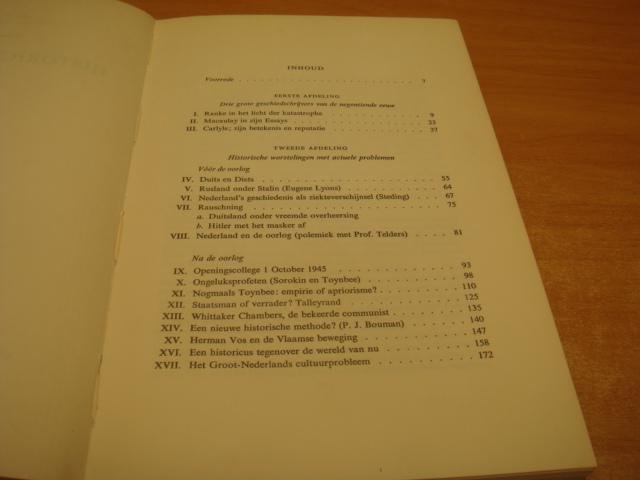 INHOUD
Voorrede . . . . . . . . . . . . . . . . . . . . 7
EERSTE AFDELING
Drie grote geschiedschrijvers van de negentiende eeuw
I. Ranke in het licht der katastrophe . . . . . . . 9
II. Macaulay in zijn Essays . . . . . . . . . . 23
III. Carlyle; zijn betekenis en reputatie . . . . . . . 37
TWEEDE AFDELING
Historische worstelingen met actuele problemen
Vóór de oorlog
IV. Duits en Diets . . . . . . . . . . . . . . 55
V. Rusland onder Stalin (Eugene Lyons) . . . . . . 64
VI. Nederland's geschiedenis als ziekteverschijnsel (Steding) . . 67
VII. Rauschning . . . . . . . . . . . . . . . 75
a. Duitsland onder vreemde overheersing
b. Hitler met het masker af
VIII. Nederland en de oorlog (polemiek met Prof. Telders) . . . 81
Na de oorlog
IX. Openingscollege 1 October 1945 . . . . . . . . 93
X. Ongeluksprofeten (Sorokin en Toynbee) . . . . . . 98
XI. Nogmaals Toynbee: empirie of apriorisme? . . . . . 110
XII. Staatsman of verrader? Talleyrand . . . . . . . 125
XIII. Whittaker Chambers, de bekeerde communist . . . . . 135
XIV. Een nieuwe historische methode? (P. J. Bouman) . . . . 140
XV. Herman Vos en de Vlaamse beweging . . . . . . 147
XVI. Een historicus tegenover de wereld van nu . . . . . 158
XVII. Het Groot-Nederlands cultuurprobleem . . . . . . 172